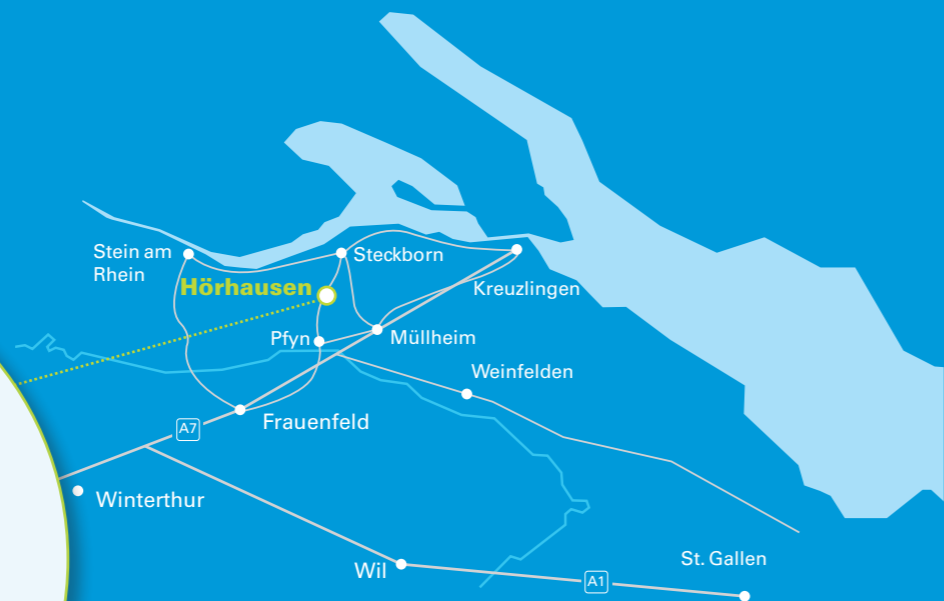 Stein am
Rhein
Steckborn
Hörhausen
Kreuzlingen
Pfyn
Müllheim
Weinfelden
Frauenfeld
A7
Winterthur
Wil
A1
St. Gallen